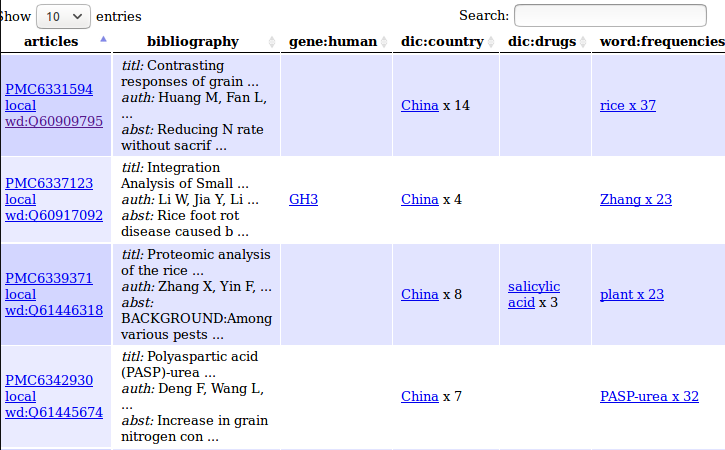 Show 10 entries Search:
articles bibliography gene:human dic:country dic:drugs word:frequencies
PMC6331594
local
wd:Q60909795
titl: Contrasting
responses of grain ...
auth: Huang M, Fan L,
...
abst: Reducing N rate
without sacrif ...
China x 14
rice x 37
PMC6337123
local
wd:Q60917092
titl: Integration
Analysis of Small ...
auth: Li W, Jia Y, Li ...
abst: Rice foot rot
disease caused b ...
GH3
China x 4
Zhang x 23
PMC6339371
local
wd:Q61446318
titl: Proteomic analysis
of the rice ...
auth: Zhang X, Yin F, ...
abst:
BACKGROUND:Among
various pests ...
China x 8
salicylic
acid x 3
plant x 23
PMC6342930
local
wd:Q61445674
titl: Polyaspartic acid
(PASP)-urea ...
auth: Deng F, Wang L,
...
abst: Increase in grain
nitrogen con ...
China x 7
PASP-urea x 32